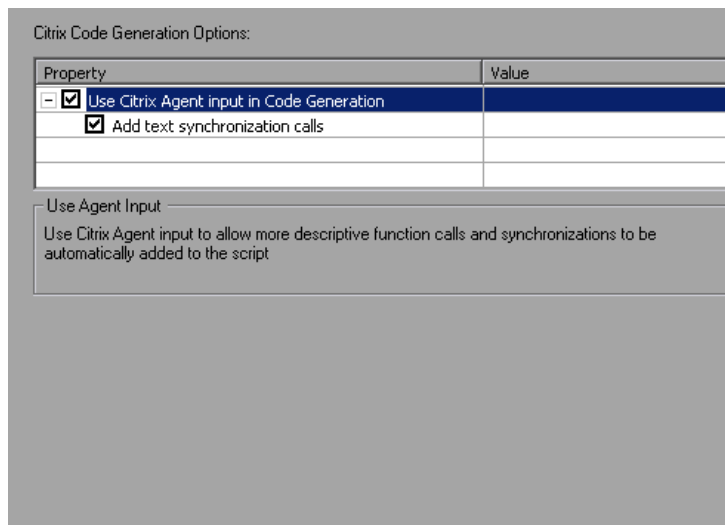 Citrix Code Generation Options:
Property Value
Use Citrix Agent input in Code Generation
Add text synchronization calls
Use Agent Input
Use Citrix Agent input to allow more descriptive function calls and synchronizations to be
automatically added to the script